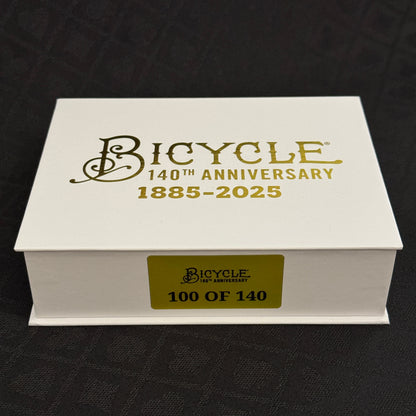 BICYCLE®
140TH ANNIVERSARY
1885-2025
BICYCLE®
140TH ANNIVERSARY
100 OF 140